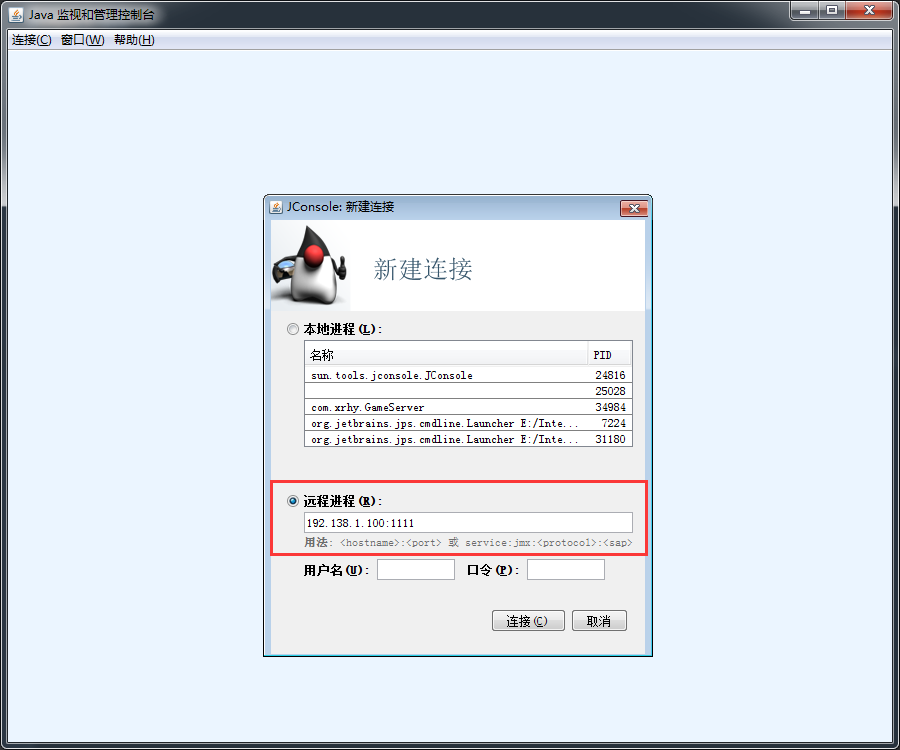 Java 监视和管理控制台
连接(C) 窗口(W) 帮助(H)
JConsole: 新建连接
新建连接
本地进程(L):
名称 PID
sun.tools.jconsole.JConsole 24816
25028
com.xrhy.GameServer 34984
org.jetbrains.jps.cmdline.Launcher E:/Inte... 7224
org.jetbrains.jps.cmdline.Launcher E:/Inte... 31180
远程进程(R):
192.138.1.100:1111
用法: <hostname>:<port> 或 service:jmx:<protocol>:<sap>
用户名(U): 口令(P):
连接(C) 取消